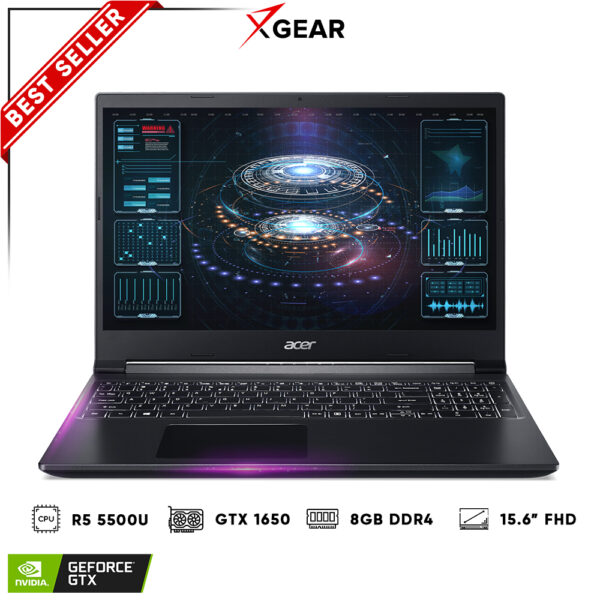 BEST SELLER
XGEAR
WARNING
acer
CPU
R5 5500U
GTX 1650
8GB DDR4
15.6" FHD
NVIDIA.
GEFORCE
GTX